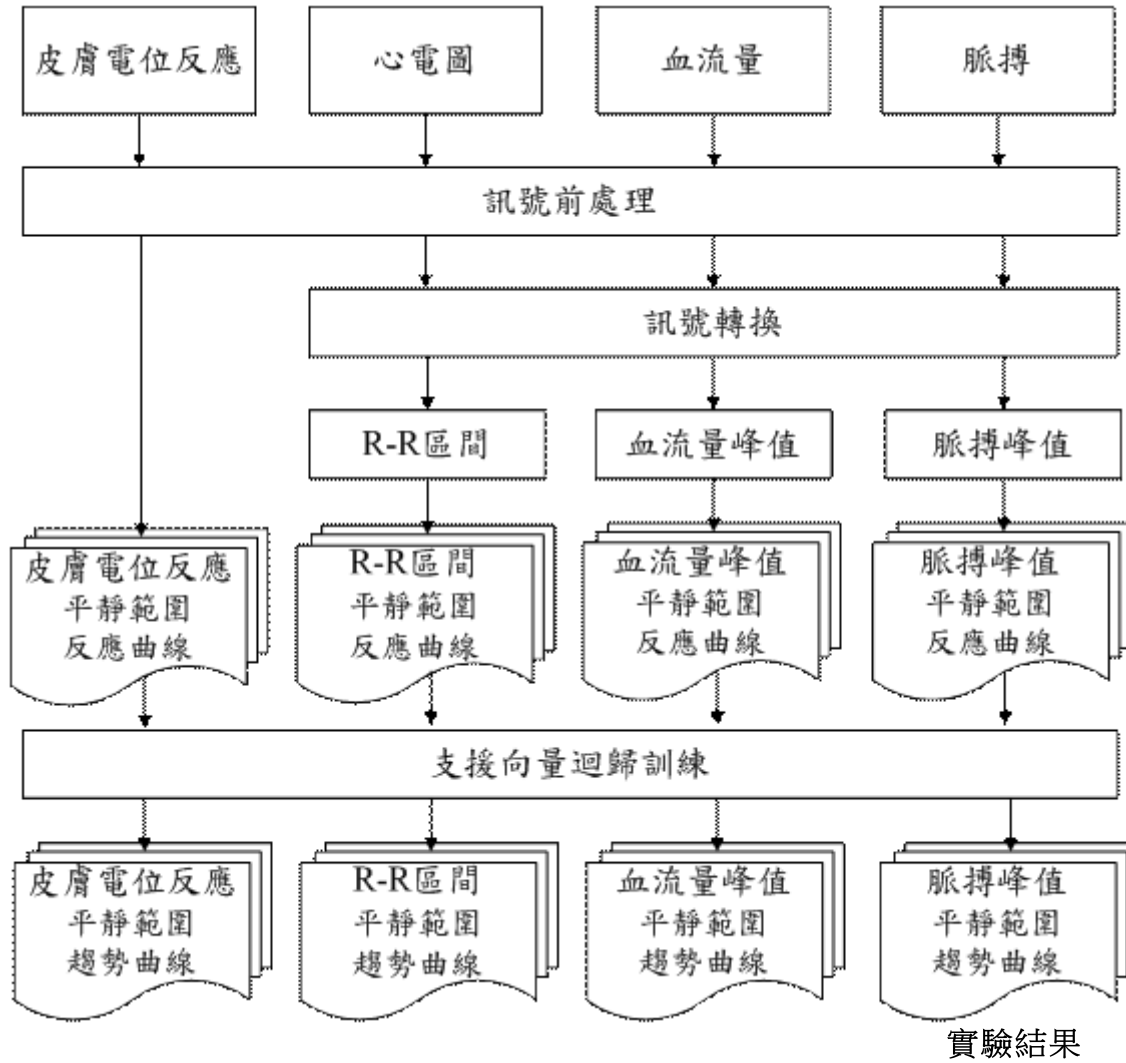 皮膚電位反應
心電圖
血流量
脈搏
訊號前處理
訊號轉換
R-R區間
血流量峰值
脈搏峰值
皮膚電位反應
平靜範圍
反應曲線
R-R區間
平靜範圍
反應曲線
血流量峰值
平靜範圍
反應曲線
脈搏峰值
平靜範圍
反應曲線
支援向量迴歸訓練
皮膚電位反應
平靜範圍
趨勢曲線
R-R區間
平靜範圍
趨勢曲線
血流量峰值
平靜範圍
趨勢曲線
脈搏峰值
平靜範圍
趨勢曲線
實驗結果